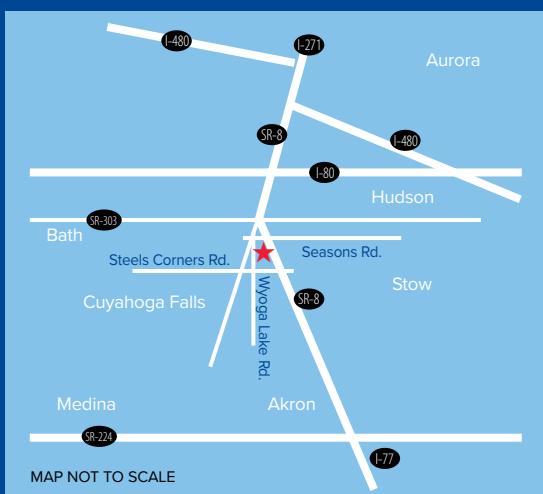 I-480
I-271
Aurora
SR-8
I-480
I-80
Hudson
SR-303
Bath
Seasons Rd.
Steels Corners Rd.
Stow
Wyoga Lake Rd.
Cuyahoga Falls
SR-8
Medina
Akron
SR-224
I-77
MAP NOT TO SCALE